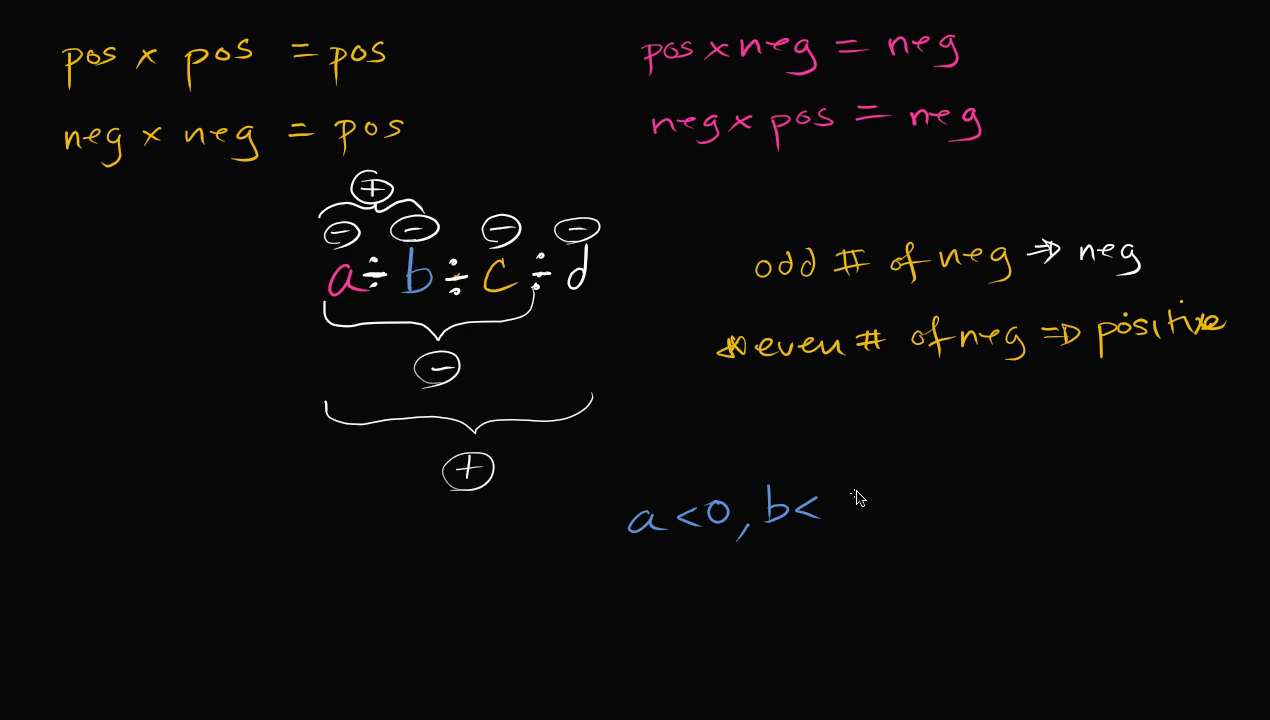 pos x pos = pos
pos x neg = neg
neg x neg = pos
neg x pos = neg
+
- - - -
a ÷ b ÷ c ÷ d
odd # of neg ⇒ neg
even # of neg ⇒ positive
-
+
a < 0, b <